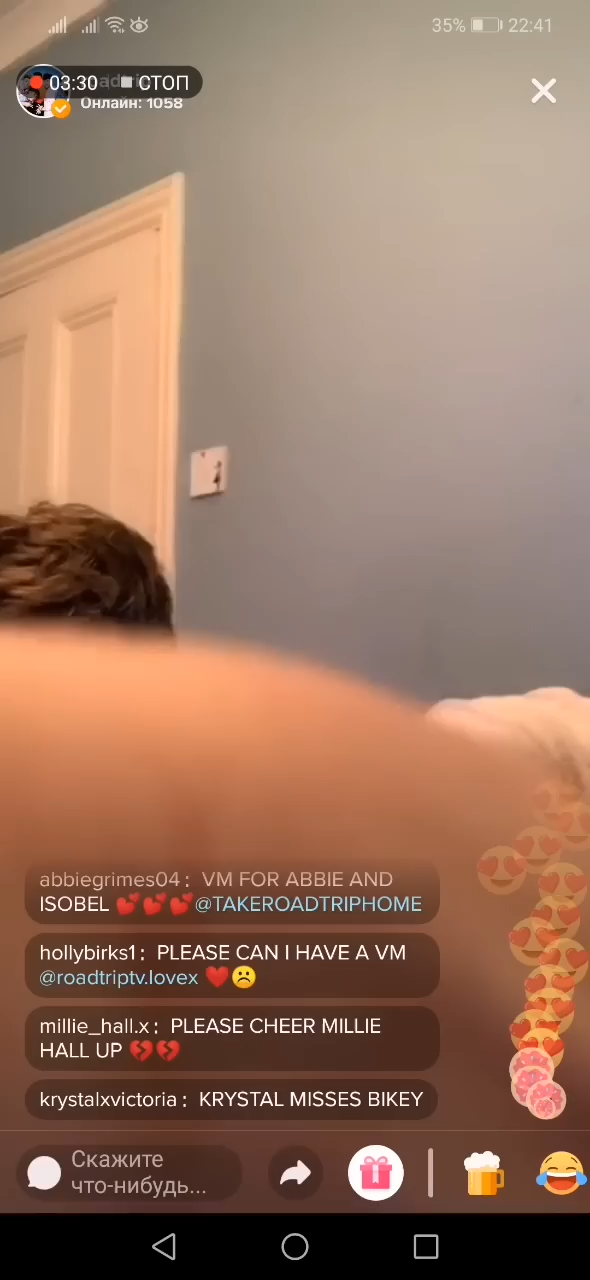 35% 22:41
03:30 СТОП
Онлайн: 1058
abbiegrimes04: VM FOR ABBIE AND
ISOBEL 💕💕💕@TAKEROADTRIPHOME
hollybirks1: PLEASE CAN I HAVE A VM
@roadtriptv.lovex ❤️☹️
millie_hall.x: PLEASE CHEER MILLIE
HALL UP 💔💔
krystalxvictoria: KRYSTAL MISSES BIKEY
Скажите
что-нибудь...